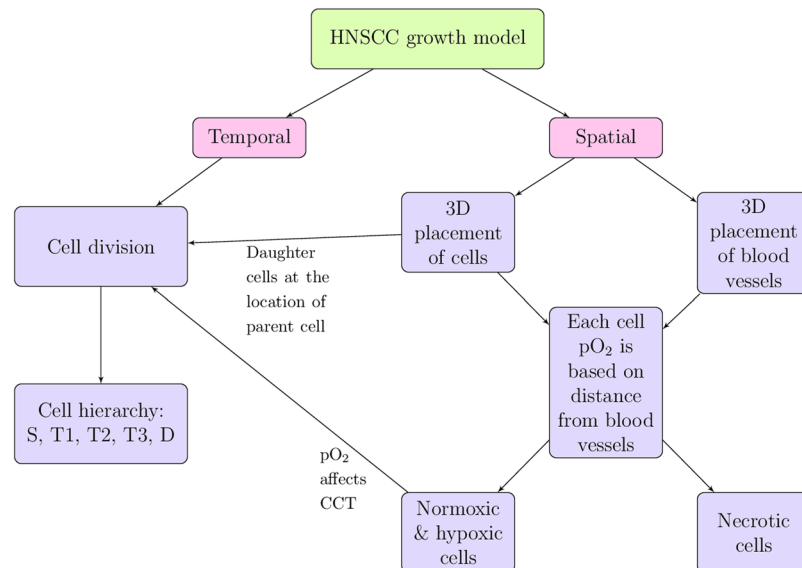 HNSCC growth model
Temporal
Spatial
Cell division
3D
placement
of cells
3D
placement
of blood
vessels
Daughter
cells at the
location of
parent cell
Each cell
pO₂ is
based on
distance
from blood
vessels
Cell hierarchy:
S, T1, T2, T3, D
pO₂
affects
CCT
Normoxic
& hypoxic
cells
Necrotic
cells